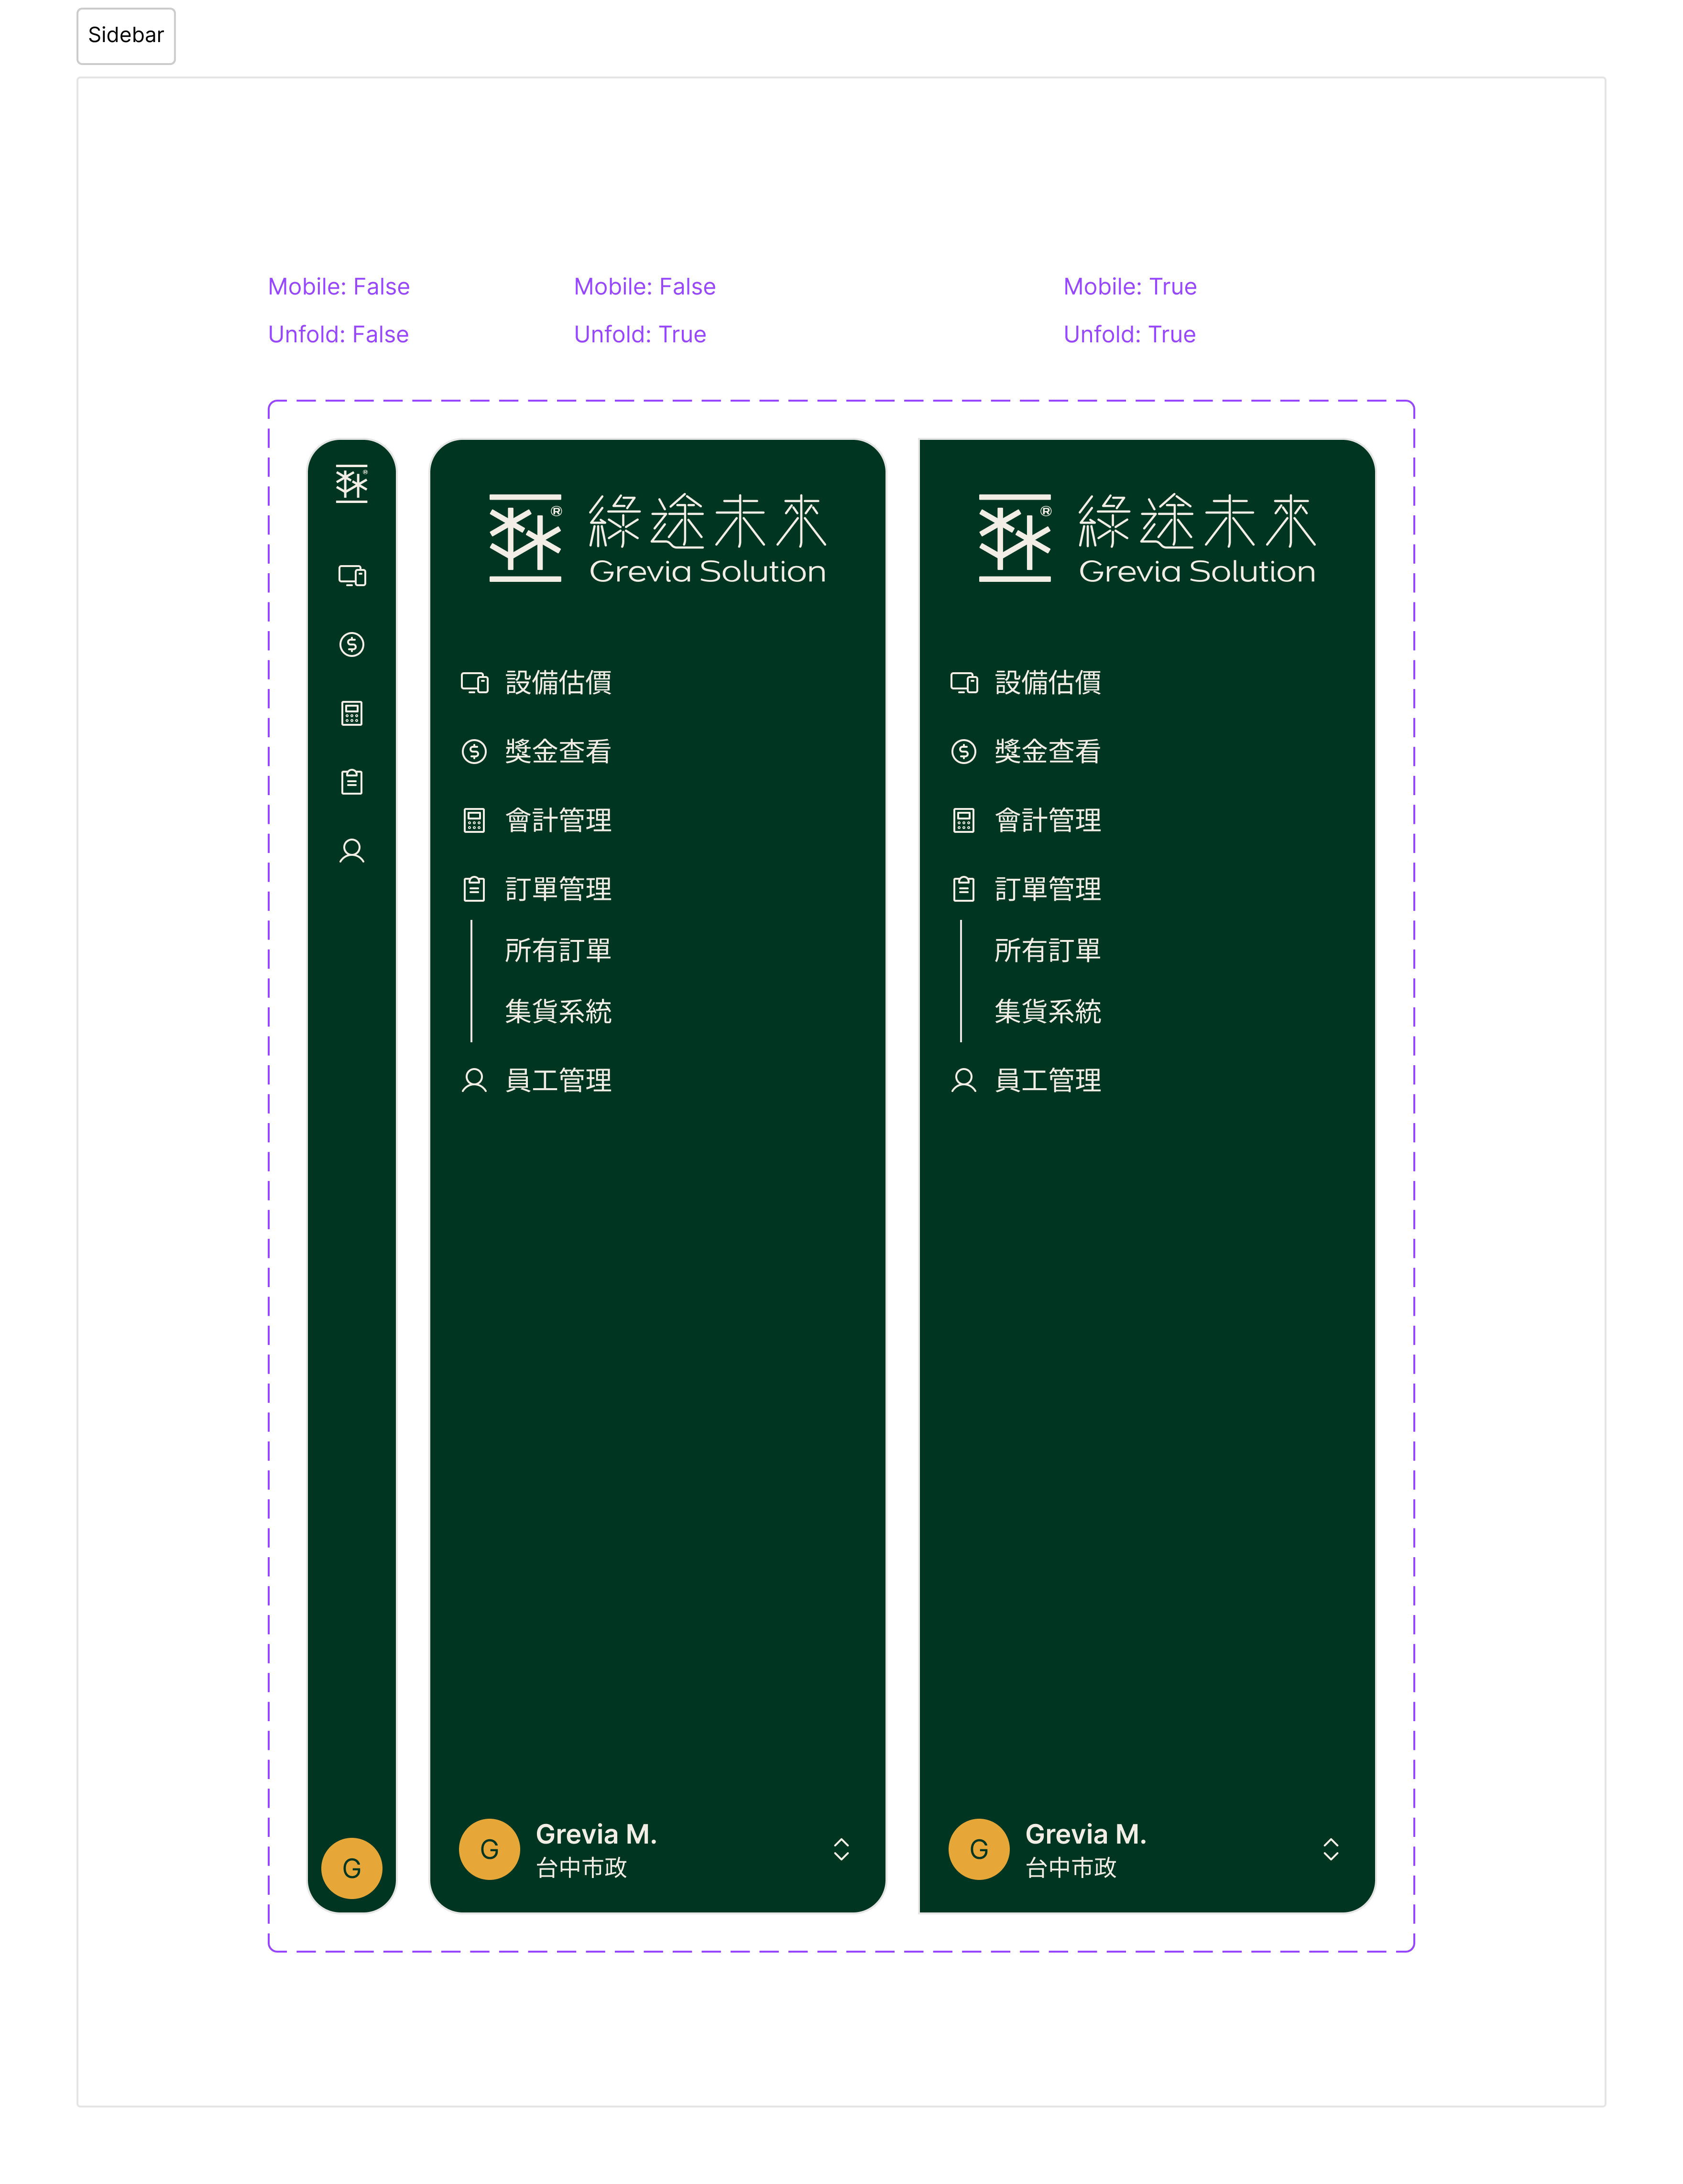 Sidebar
Mobile: False
Unfold: False
Mobile: False
Unfold: True
Mobile: True
Unfold: True
®
G
®
綠途未來
Grevia Solution
設備估價
獎金查看
會計管理
訂單管理
所有訂單
集貨系統
員工管理
G
Grevia M.
台中市政
®
綠途未來
Grevia Solution
設備估價
獎金查看
會計管理
訂單管理
所有訂單
集貨系統
員工管理
G
Grevia M.
台中市政